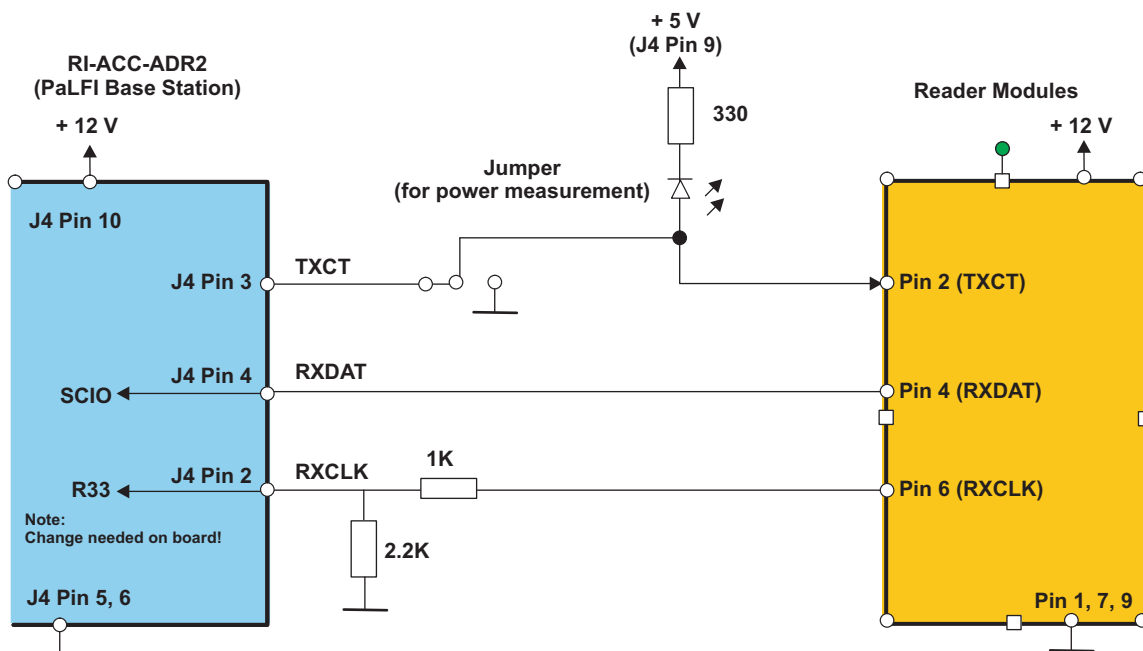 + 5 V
(J4 Pin 9)
RI-ACC-ADR2
(PaLFI Base Station)
+ 12 V
330
Reader Modules
+ 12 V
Jumper
(for power measurement)
J4 Pin 10
J4 Pin 3
TXCT
Pin 2 (TXCT)
J4 Pin 4
RXDAT
SCIO
Pin 4 (RXDAT)
J4 Pin 2
RXCLK
1K
R33
Pin 6 (RXCLK)
Note:
Change needed on board!
2.2K
J4 Pin 5, 6
Pin 1, 7, 9